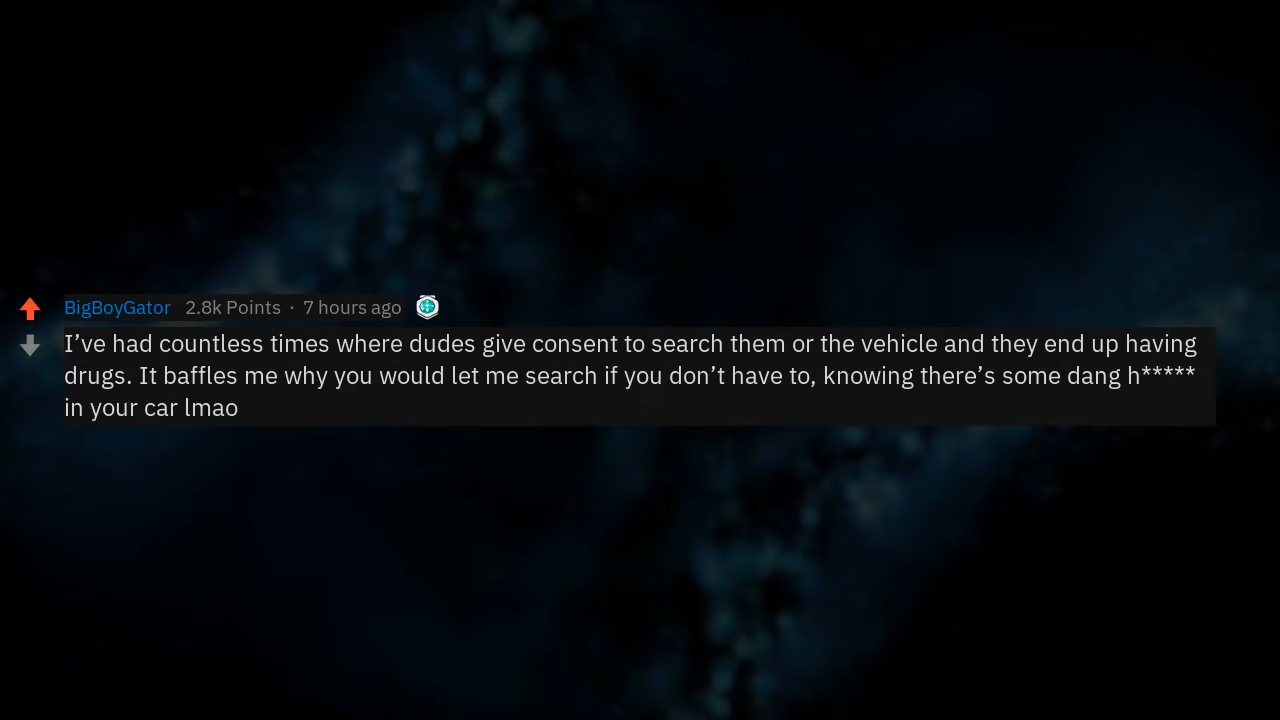 BigBoyGator 2.8k Points · 7 hours ago
I’ve had countless times where dudes give consent to search them or the vehicle and they end up having
drugs. It baffles me why you would let me search if you don’t have to, knowing there’s some dang h*****
in your car lmao